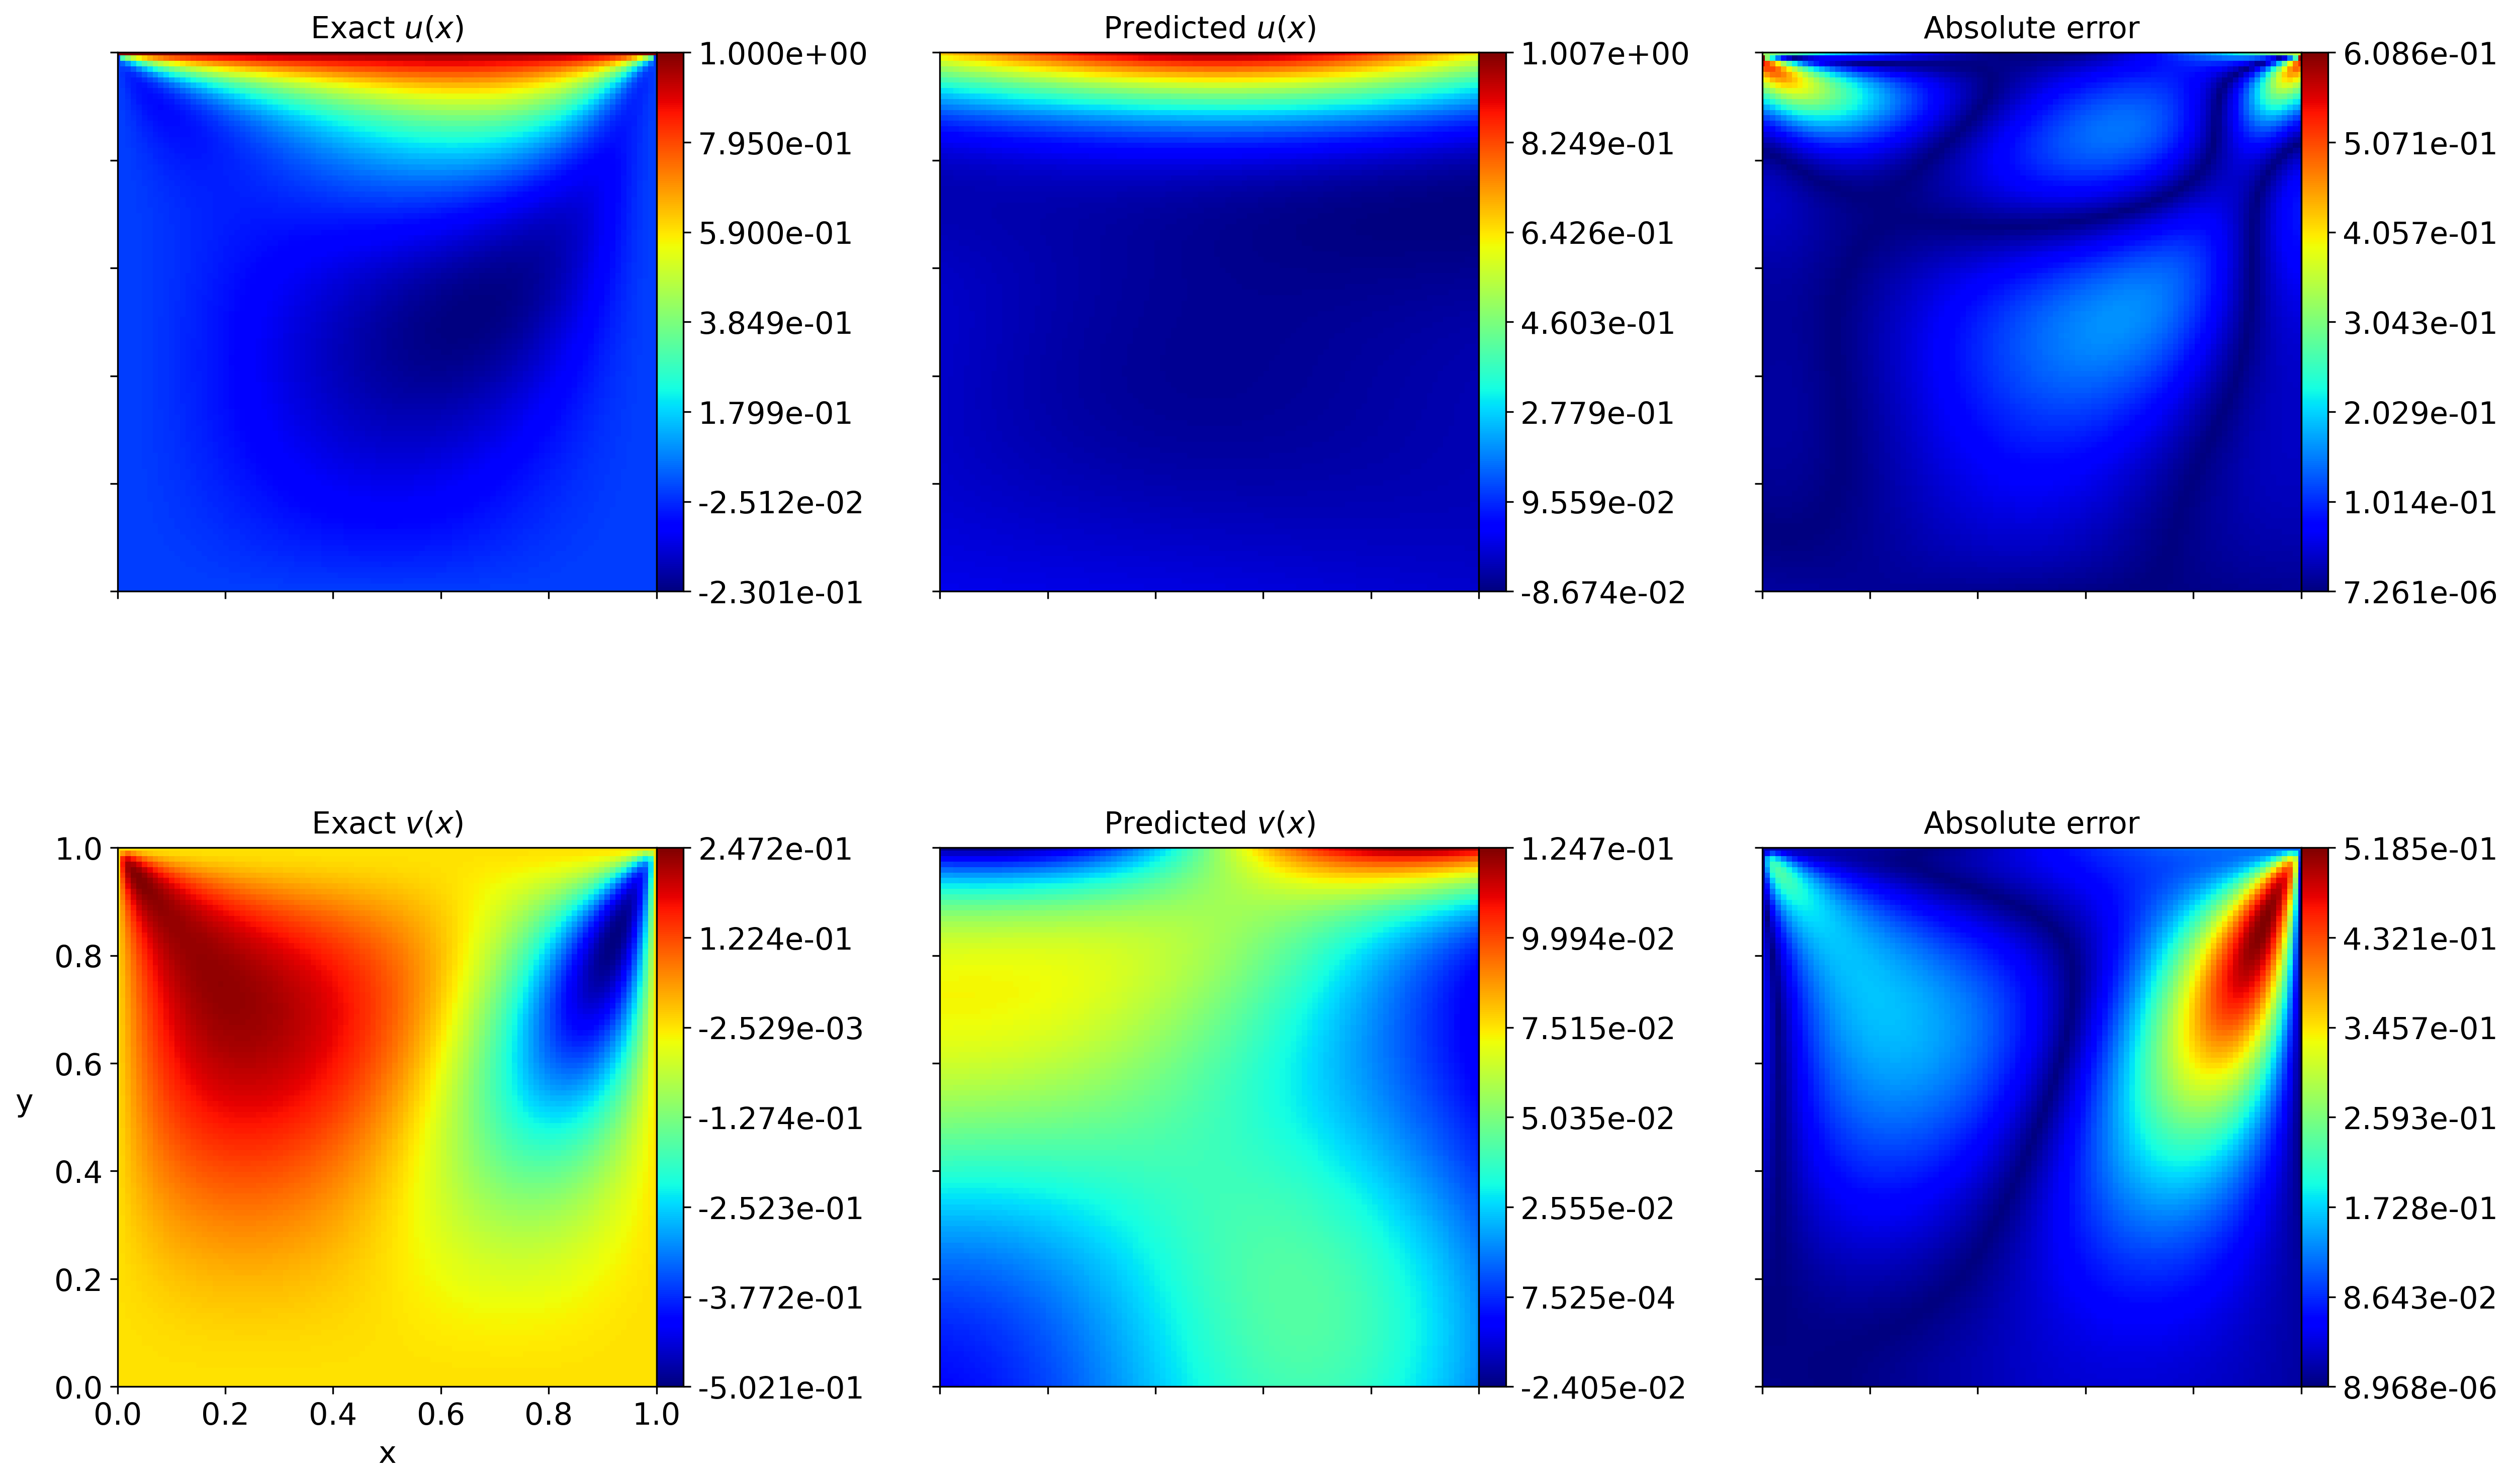 Exact u(x)
1.000e+00
7.950e-01
5.900e-01
3.849e-01
1.799e-01
-2.512e-02
-2.301e-01
Predicted u(x)
1.007e+00
8.249e-01
6.426e-01
4.603e-01
2.779e-01
9.559e-02
-8.674e-02
Absolute error
6.086e-01
5.071e-01
4.057e-01
3.043e-01
2.029e-01
1.014e-01
7.261e-06
Exact v(x)
1.0
0.8
0.6
0.4
0.2
0.0
y
0.0 0.2 0.4 0.6 0.8 1.0
x
2.472e-01
1.224e-01
-2.529e-03
-1.274e-01
-2.523e-01
-3.772e-01
-5.021e-01
Predicted v(x)
1.247e-01
9.994e-02
7.515e-02
5.035e-02
2.555e-02
7.525e-04
-2.405e-02
Absolute error
5.185e-01
4.321e-01
3.457e-01
2.593e-01
1.728e-01
8.643e-02
8.968e-06